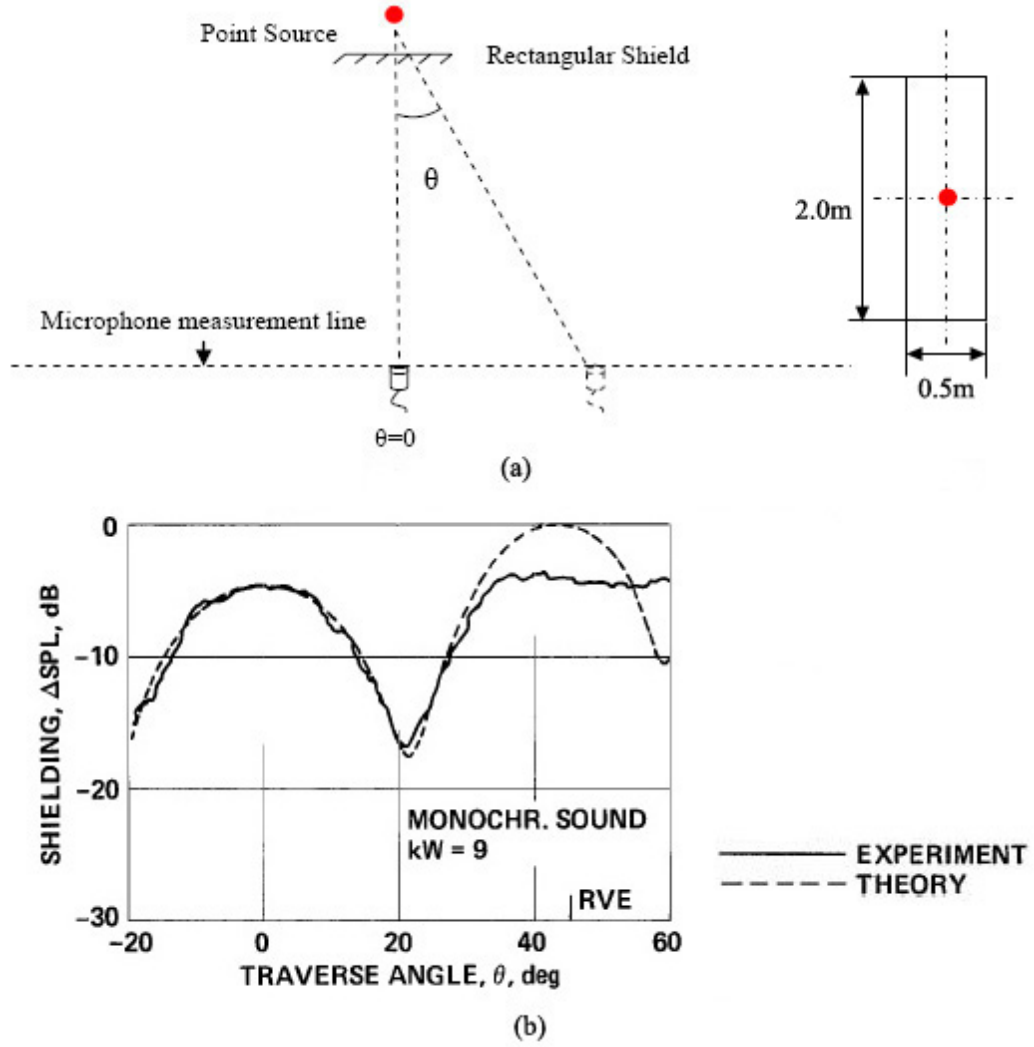 Point Source
Rectangular Shield
θ
2.0m
0.5m
Microphone measurement line
θ=0
(a)
SHIELDING, ΔSPL, dB
0
−10
−20
−30
MONOCHR. SOUND
kW = 9
RVE
−20 0 20 40 60
TRAVERSE ANGLE, θ, deg
EXPERIMENT
THEORY
(b)